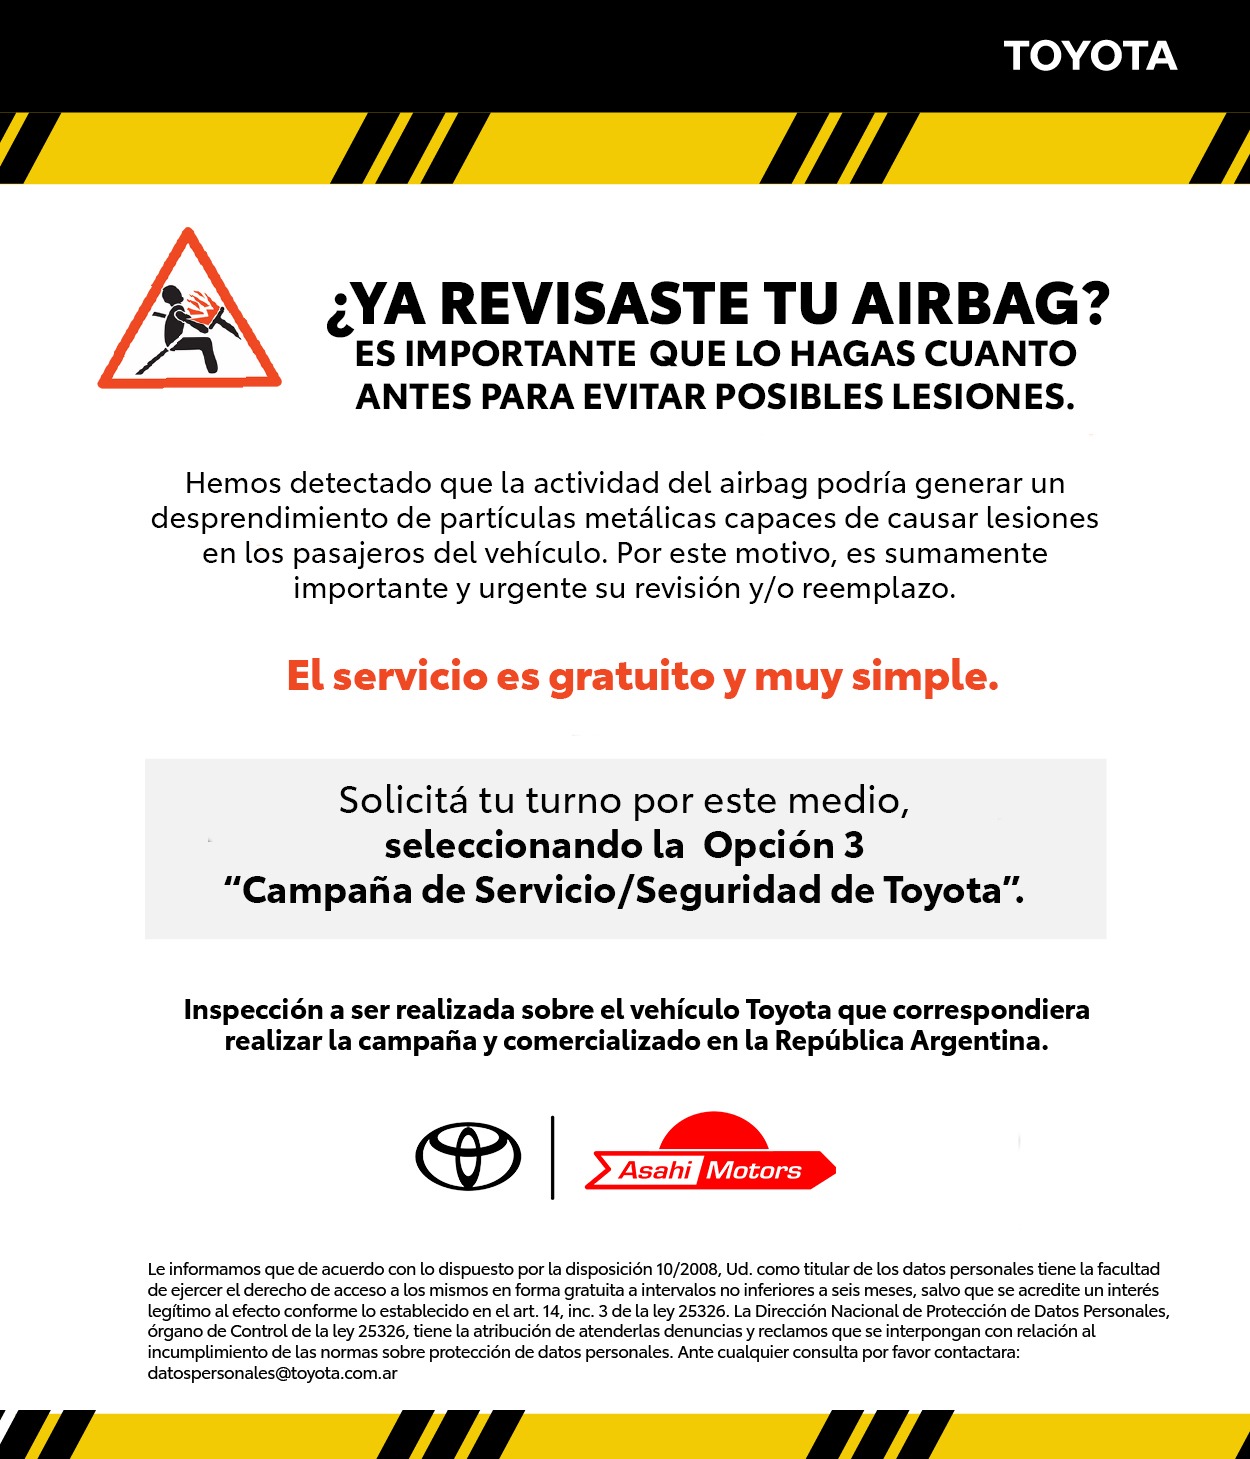 TOYOTA
¿YA REVISASTE TU AIRBAG?
ES IMPORTANTE QUE LO HAGAS CUANTO
ANTES PARA EVITAR POSIBLES LESIONES.
Hemos detectado que la actividad del airbag podría generar un
desprendimiento de partículas metálicas capaces de causar lesiones
en los pasajeros del vehículo. Por este motivo, es sumamente
importante y urgente su revisión y/o reemplazo.
El servicio es gratuito y muy simple.
Solicitá tu turno por este medio,
seleccionando la Opción 3
“Campaña de Servicio/Seguridad de Toyota”.
Inspección a ser realizada sobre el vehículo Toyota que correspondiera
realizar la campaña y comercializado en la República Argentina.
Asahi Motors
Le informamos que de acuerdo con lo dispuesto por la disposición 10/2008, Ud. como titular de los datos personales tiene la facultad
de ejercer el derecho de acceso a los mismos en forma gratuita a intervalos no inferiores a seis meses, salvo que se acredite un interés
legítimo al efecto conforme lo establecido en el art. 14, inc. 3 de la ley 25326. La Dirección Nacional de Protección de Datos Personales,
órgano de Control de la ley 25326, tiene la atribución de atenderlas denuncias y reclamos que se interpongan con relación al
incumplimiento de las normas sobre protección de datos personales. Ante cualquier consulta por favor contactara:
datospersonales@toyota.com.ar